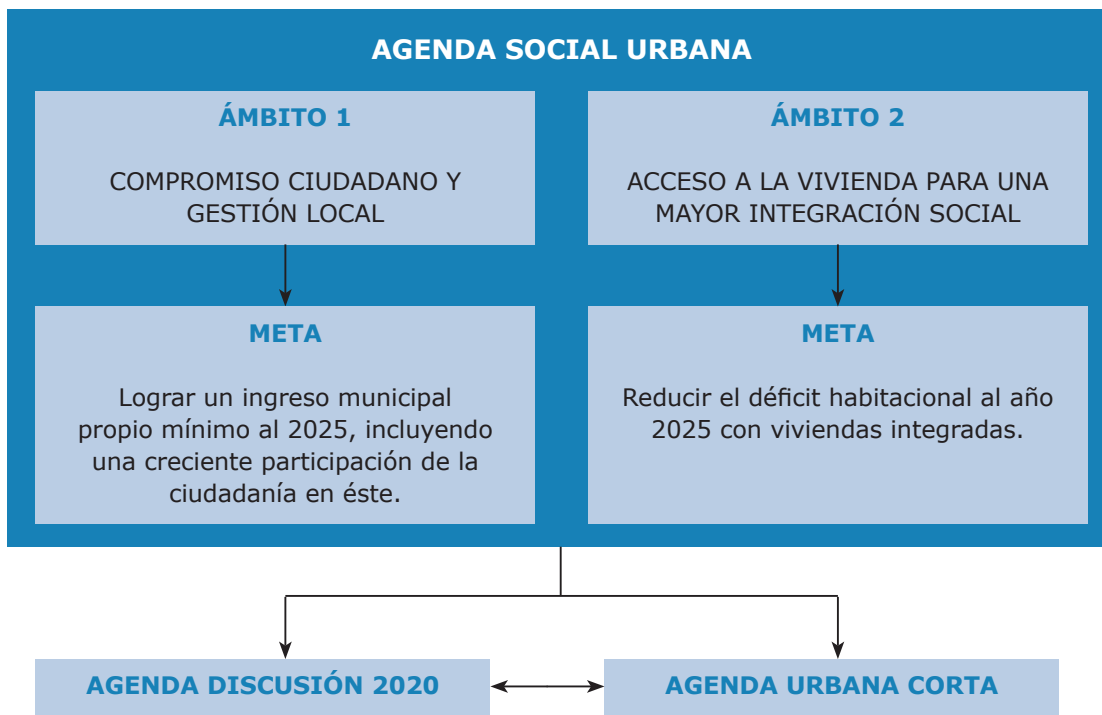 AGENDA SOCIAL URBANA
ÁMBITO 1
COMPROMISO CIUDADANO Y
GESTIÓN LOCAL
ÁMBITO 2
ACCESO A LA VIVIENDA PARA UNA
MAYOR INTEGRACIÓN SOCIAL
META
Lograr un ingreso municipal
propio mínimo al 2025, incluyendo
una creciente participación de la
ciudadanía en éste.
META
Reducir el déficit habitacional al año
2025 con viviendas integradas.
AGENDA DISCUSIÓN 2020
AGENDA URBANA CORTA